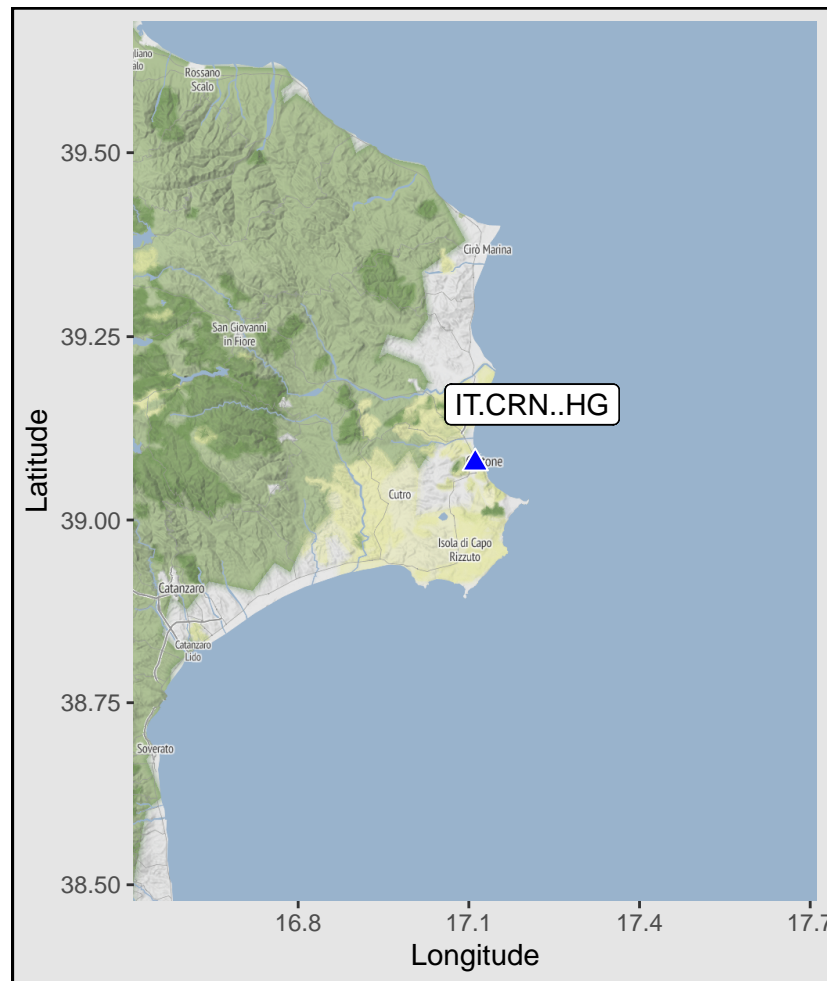 Rossano
Scalo
39.50
Cirò Marina
San Giovanni
in Fiore
39.25
IT.CRN..HG
Cutro
39.00
Isola di Capo
Rizzuto
Catanzaro
Catanzaro
Lido
38.75
Soverato
38.50
16.8
17.1
17.4
Longitude
Latitude